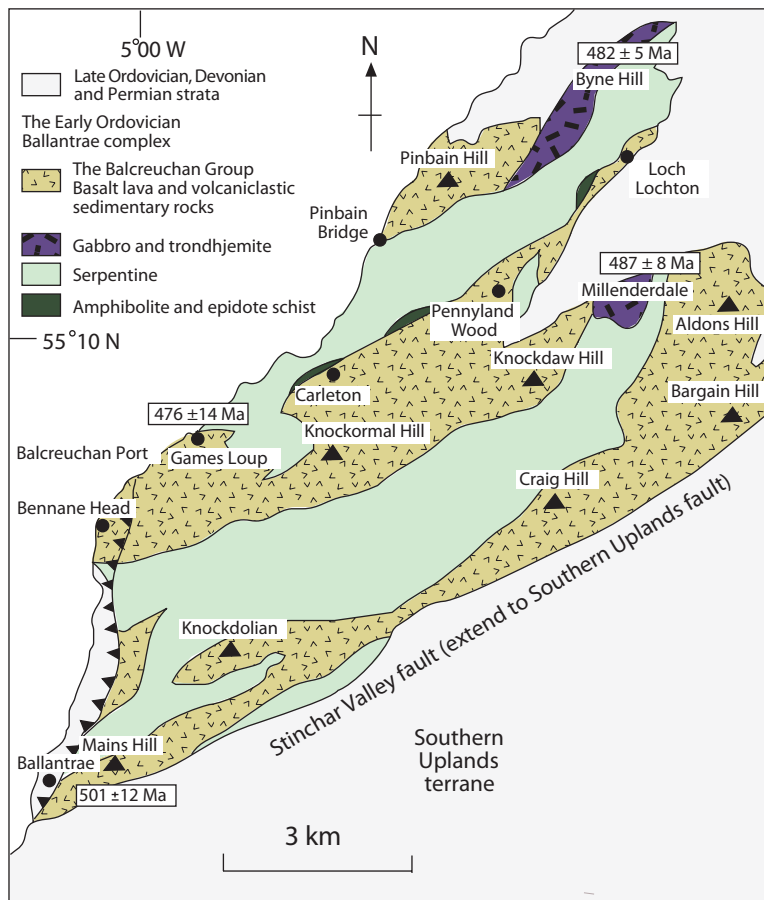 5°00 W
N
482 ± 5 Ma
Byne Hill
Late Ordovician, Devonian
and Permian strata
The Early Ordovician
Ballantrae complex
The Balcreuchan Group
Basalt lava and volcaniclastic
sedimentary rocks
Gabbro and trondhjemite
Serpentine
Amphibolite and epidote schist
Pinbain Hill
Loch
Lochton
Pinbain
Bridge
487 ± 8 Ma
Millenderdale
Pennyland
Wood
Aldons Hill
55°10 N
Knockdaw Hill
Carleton
Bargain Hill
476 ±14 Ma
Balcreuchan Port
Games Loup
Knockormal Hill
Craig Hill
Bennane Head
Knockdolian
Stinchar Valley fault (extend to Southern Uplands fault)
Southern
Uplands
terrane
Mains Hill
Ballantrae
501 ±12 Ma
3 km